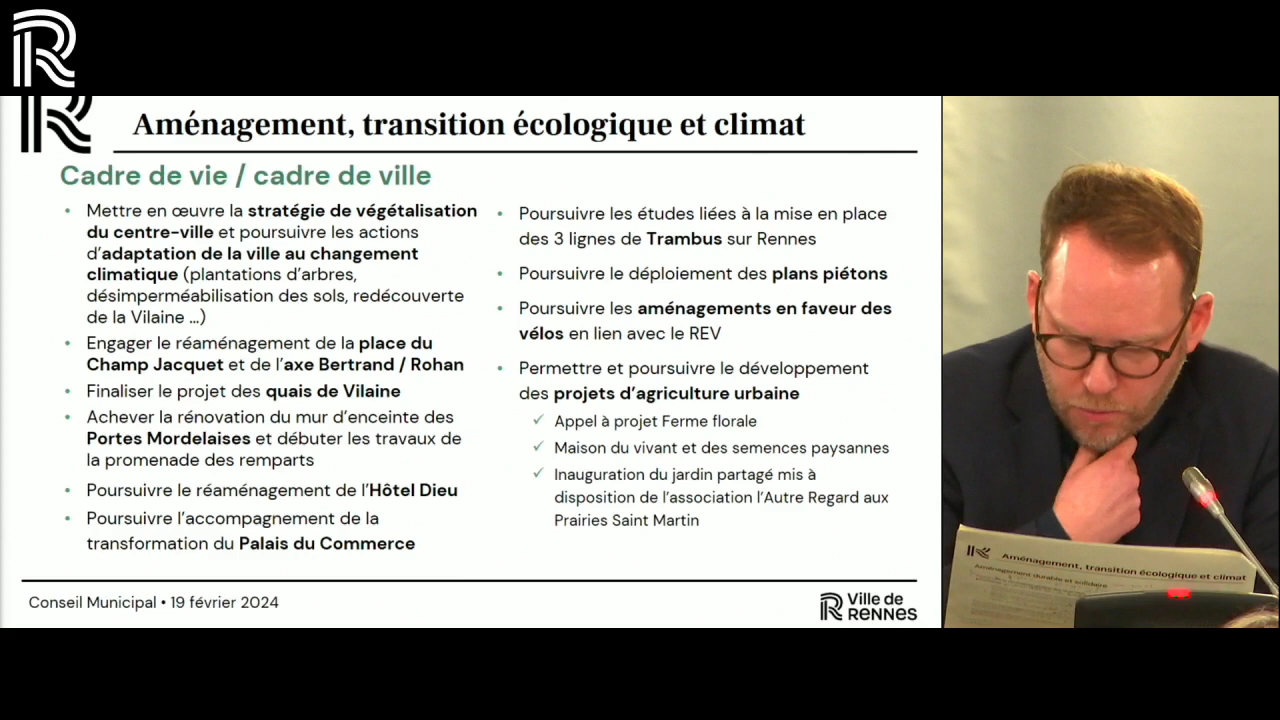 Aménagement, transition écologique et climat
Cadre de vie / cadre de ville
• Mettre en œuvre la stratégie de végétalisation
du centre-ville et poursuivre les actions
d'adaptation de la ville au changement
climatique (plantations d'arbres,
désimperméabilisation des sols, redécouverte
de la Vilaine ...)
• Engager le réaménagement de la place du
Champ Jacquet et de l'axe Bertrand / Rohan
• Finaliser le projet des quais de Vilaine
• Achever la rénovation du mur d'enceinte des
Portes Mordelaises et débuter les travaux de
la promenade des remparts
• Poursuivre le réaménagement de l'Hôtel Dieu
• Poursuivre l'accompagnement de la
transformation du Palais du Commerce
• Poursuivre les études liées à la mise en place
des 3 lignes de Trambus sur Rennes
• Poursuivre le déploiement des plans piétons
• Poursuivre les aménagements en faveur des
vélos en lien avec le REV
• Permettre et poursuivre le développement
des projets d'agriculture urbaine
✓ Appel à projet Ferme florale
✓ Maison du vivant et des semences paysannes
✓ Inauguration du jardin partagé mis à
disposition de l'association l'Autre Regard aux
Prairies Saint Martin
Conseil Municipal • 19 février 2024
Ville de
RENNES
Aménagement, transition écologique et climat
Aménagement durable et solidaire